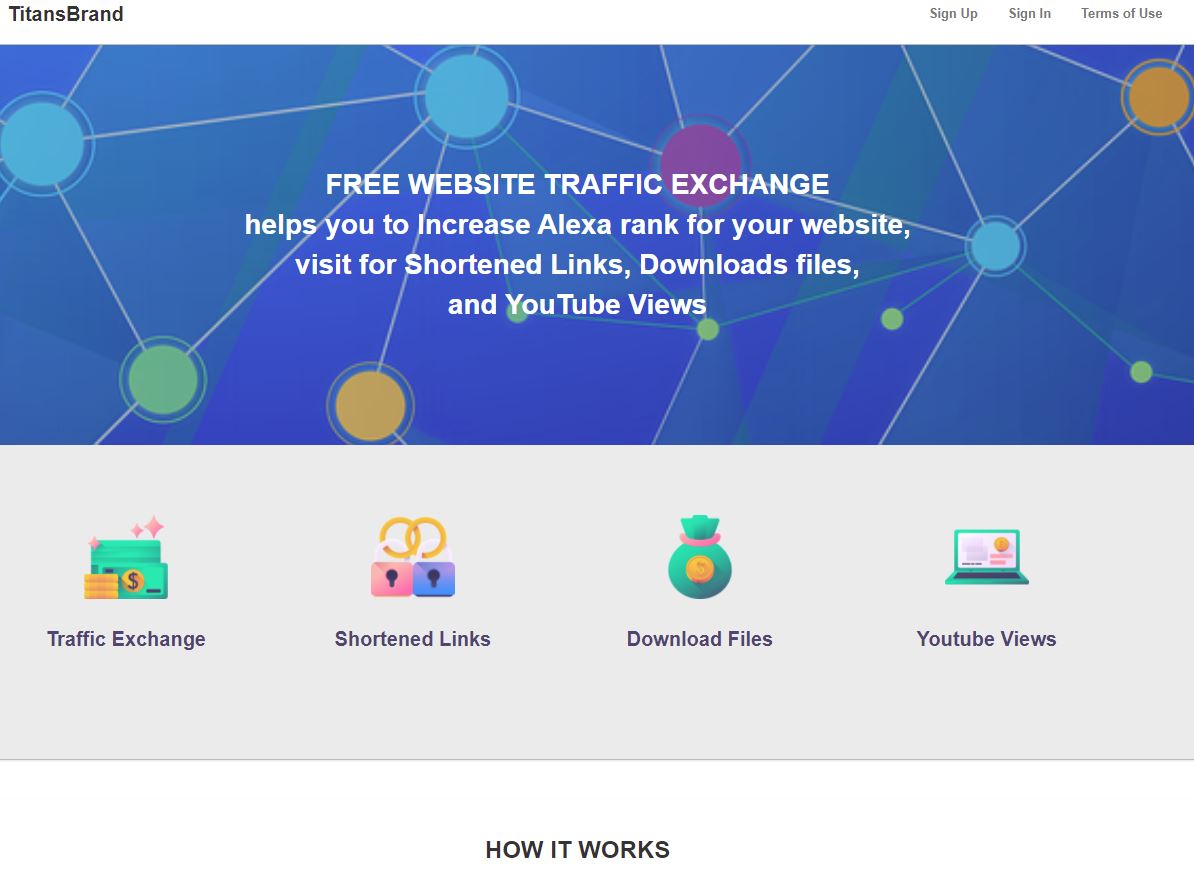 TitansBrand
Sign Up
Sign In
Terms of Use
FREE WEBSITE TRAFFIC EXCHANGE
helps you to Increase Alexa rank for your website,
visit for Shortened Links, Downloads files,
and YouTube Views
Traffic Exchange
Shortened Links
Download Files
Youtube Views
HOW IT WORKS